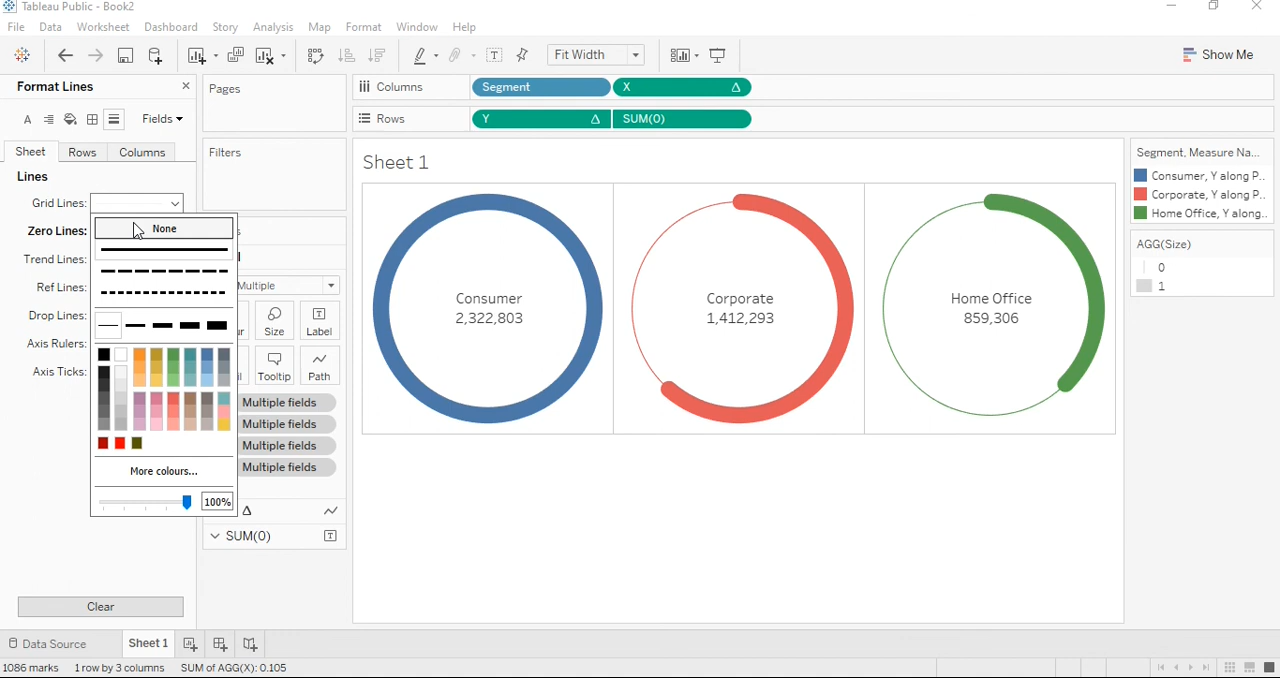 Tableau Public - Book2
File Data Worksheet Dashboard Story Analysis Map Format Window Help
Fit Width
Show Me
Format Lines
Fields
Sheet Rows Columns
Lines
Grid Lines:
None
Zero Lines:
Trend Lines:
Ref Lines:
Drop Lines:
Axis Rulers:
Axis Ticks:
More colours...
100%
Clear
Pages
Filters
Multiple
Size Label
Tooltip Path
Multiple fields
Multiple fields
Multiple fields
Multiple fields
SUM(0)
Columns Segment X
Rows Y SUM(0)
Sheet 1
Consumer
2,322,803
Corporate
1,412,293
Home Office
859,306
Segment, Measure Na...
Consumer, Y along P..
Corporate, Y along P..
Home Office, Y along..
AGG(Size)
0
1
Data Source Sheet 1
1086 marks 1 row by 3 columns SUM of AGG(X): 0.105